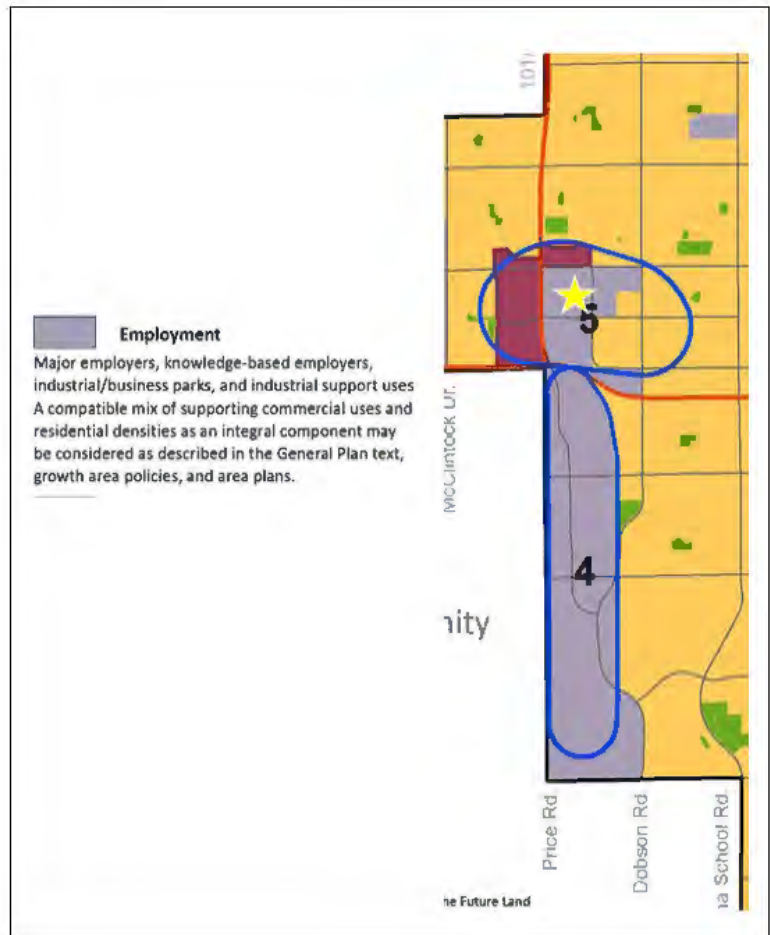 101/
5
Employment
Major employers, knowledge-based employers,
industrial/business parks, and industrial support uses
A compatible mix of supporting commercial uses and
residential densities as an integral component may
be considered as described in the General Plan text,
growth area policies, and area plans.
McClintock Dr.
4
nity
Price Rd
Dobson Rd
na School Rd
he Future Land